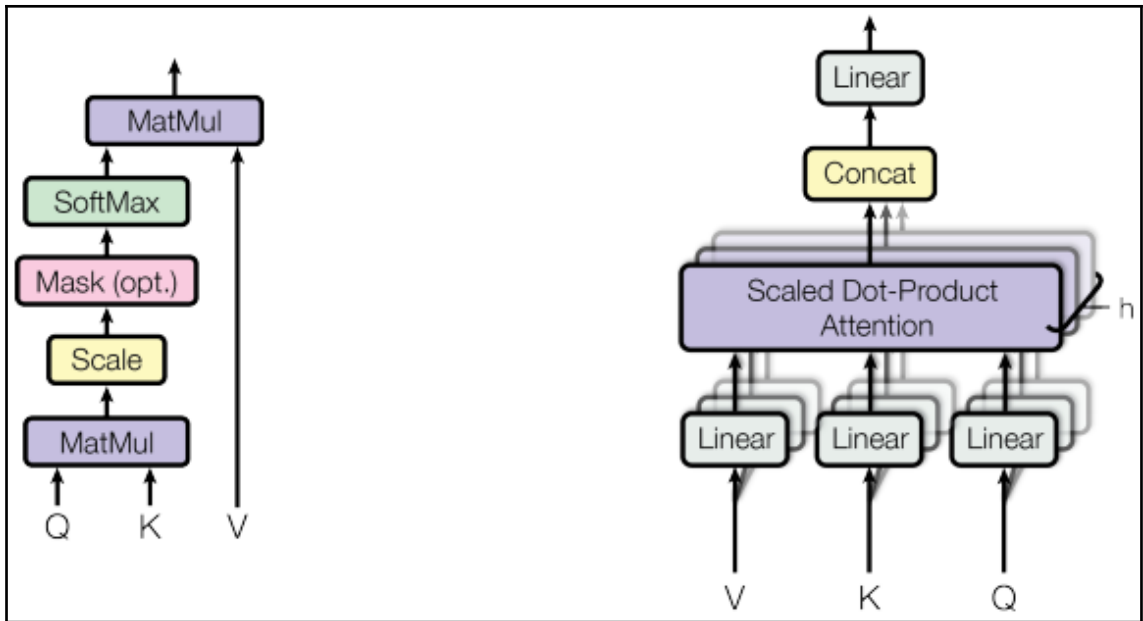 MatMul
SoftMax
Mask (opt.)
Scale
MatMul
Q K V
Linear
Concat
Scaled Dot-Product
Attention
h
Linear Linear Linear
V K Q